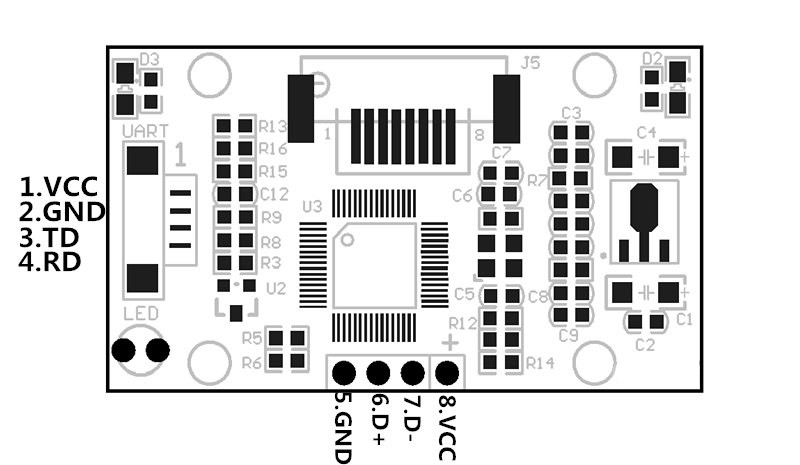 D3
J5
D2
UART
1
R13
R16
R15
C12
R9
R8
R3
U2
1
8
U3
C7
C6
R7
C3
C4
+
1.VCC
2.GND
3.TD
4.RD
LED
R5
R6
C5
C8
R12
R14
C9
C2
C1
+
+
5.GND
6.D+
7.D-
8.VCC